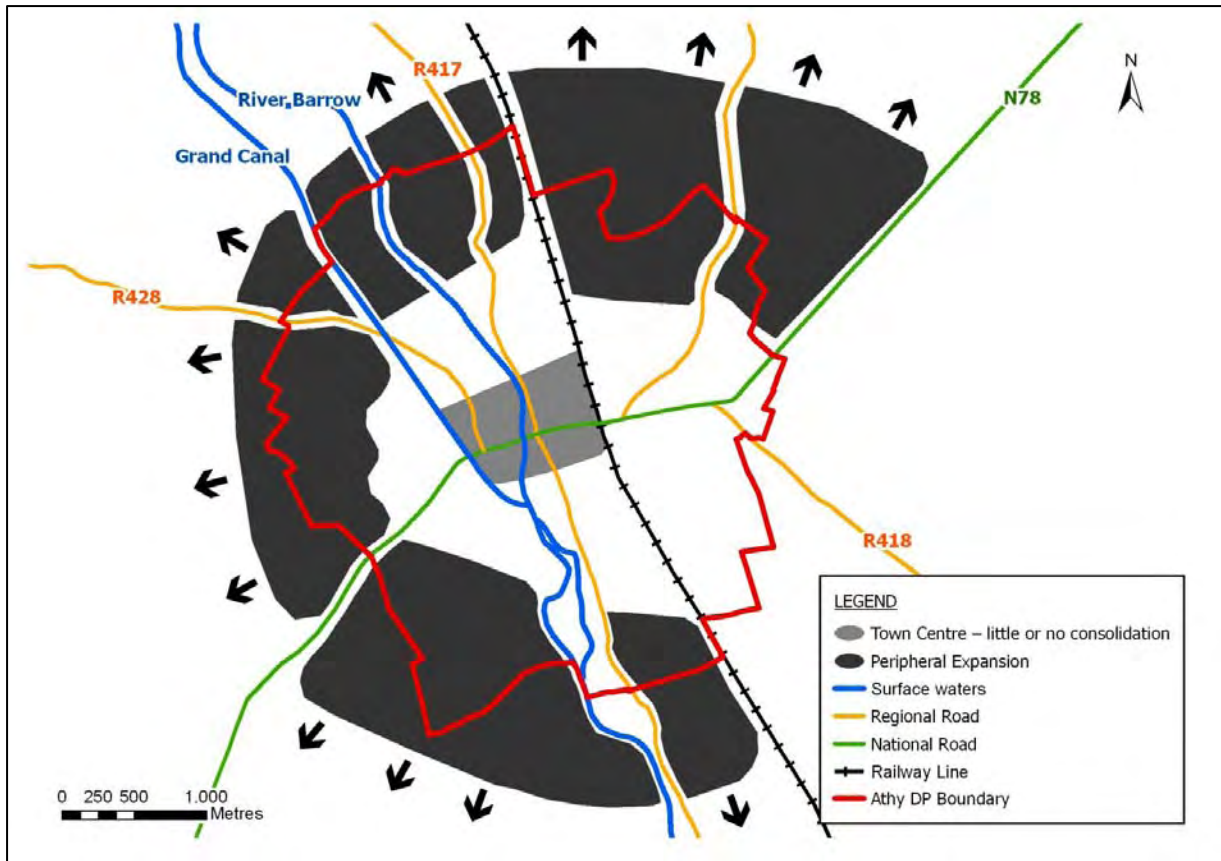 R417
River Barrow
N
N78
Grand Canal
R428
R418
LEGEND
Town Centre – little or no consolidation
Peripheral Expansion
Surface waters
Regional Road
National Road
Railway Line
Athy DP Boundary
0 250 500 1.000
Metres